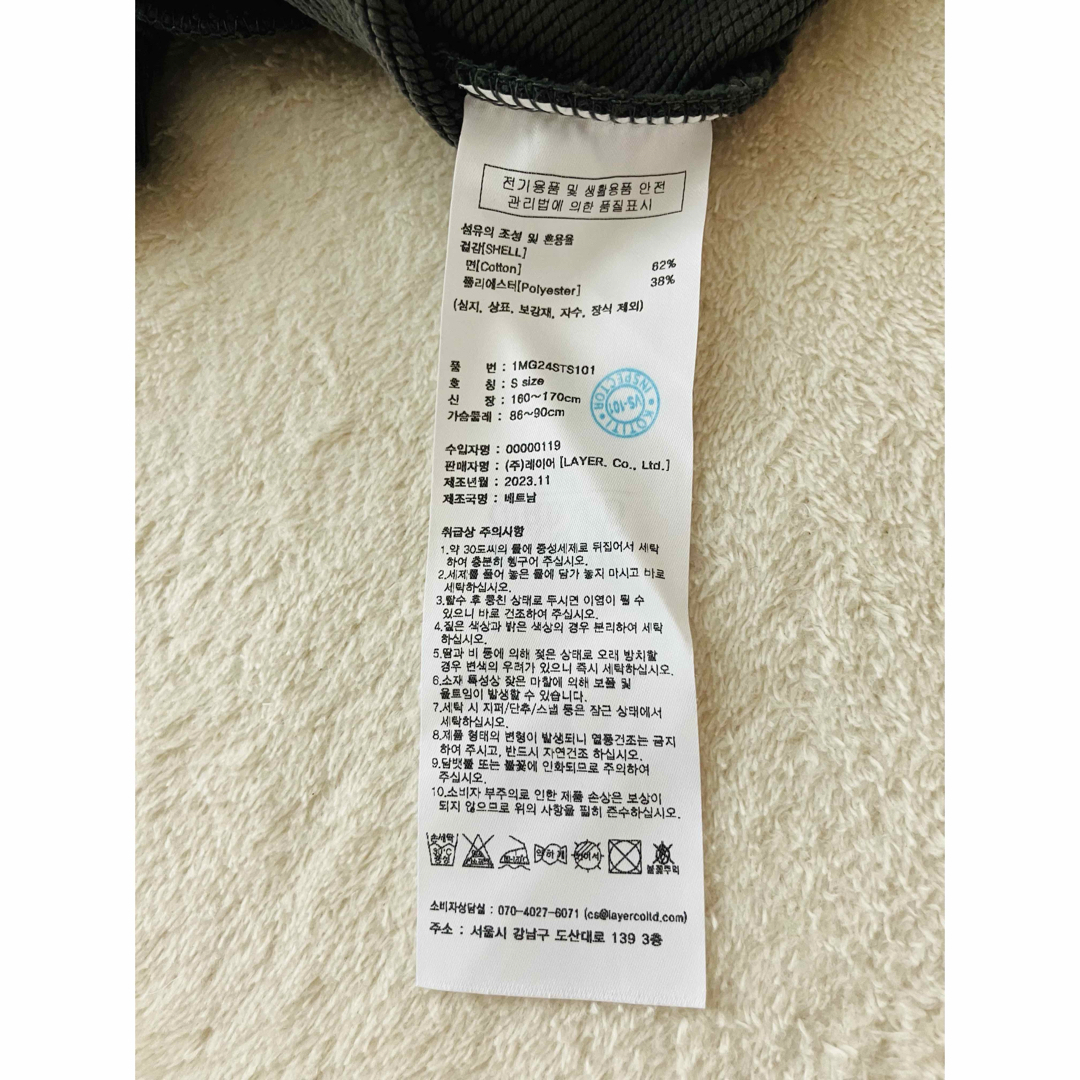 전기용품 및 생활용품 안전
관리법에 의한 품질표시
섬유의 조성 및 혼용율
겉감[SHELL]
면[Cotton] 62%
폴리에스터[Polyester] 38%
(심지, 상표, 보강재, 자수, 장식 제외)
품 번 : 1MG24STS101
호 칭 : S size
신 장 : 160~170cm
가슴둘레 : 86~90cm
KOTITI INSPECTOR
VS-101
수입자명 : 00000119
판매자명 : (주)레이어 [LAYER. Co., Ltd.]
제조년월 : 2023.11
제조국명 : 베트남
취급상 주의사항
1.약 30도씨의 물에 중성세제로 뒤집어서 세탁
하여 충분히 헹구어 주십시오.
2.세제를 풀어 놓은 물에 담가 놓지 마시고 바로
세탁하십시오.
3.탈수 후 뭉친 상태로 두시면 이염이 될 수
있으니 바로 건조하여 주십시오.
4.짙은 색상과 밝은 색상의 경우 분리하여 세탁
하십시오.
5.땀과 비 등에 의해 젖은 상태로 오래 방치할
경우 변색의 우려가 있으니 즉시 세탁하십시오.
6.소재 특성상 잦은 마찰에 의해 보풀 및
올트임이 발생할 수 있습니다.
7.세탁 시 지퍼/단추/스냅 등은 잠근 상태에서
세탁하십시오.
8.제품 형태의 변형이 발생되니 열풍건조는 금지
하여 주시고, 반드시 자연건조 하십시오.
9.담뱃불 또는 불꽃에 인화되므로 주의하여
주십시오.
10.소비자 부주의로 인한 제품 손상은 보상이
되지 않으므로 위의 사항을 필히 준수하십시오.
손세탁 30°C 중성 약하게 불꽃주의
소비자상담실 : 070-4027-6071 (cs@layercoltd.com)
주소 : 서울시 강남구 도산대로 139 3층